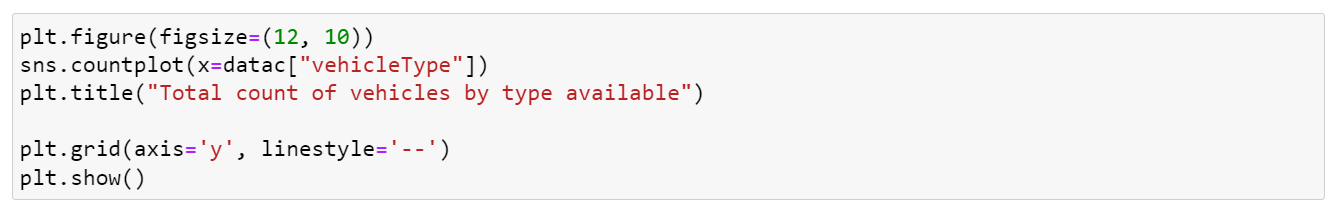 plt.figure(figsize=(12, 10))
sns.countplot(x=datac["vehicleType"])
plt.title("Total count of vehicles by type available")
plt.grid(axis='y', linestyle='--')
plt.show()